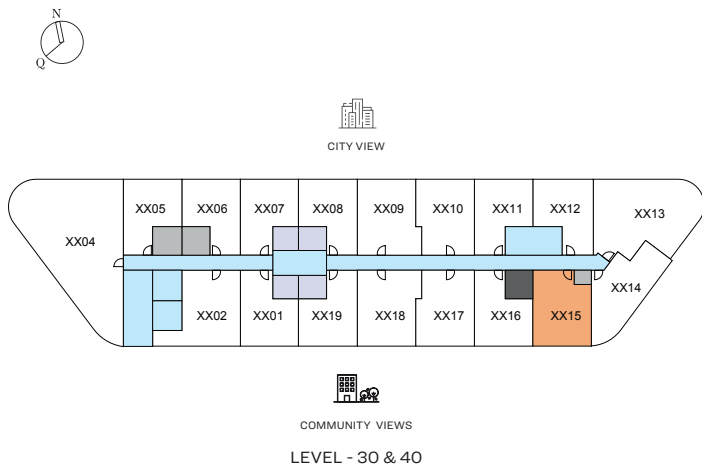 N
Q
CITY VIEW
XX05 XX06 XX07 XX08 XX09 XX10 XX11 XX12
XX04 XX13
XX14
XX02 XX01 XX19 XX18 XX17 XX16 XX15
COMMUNITY VIEWS
LEVEL - 30 & 40